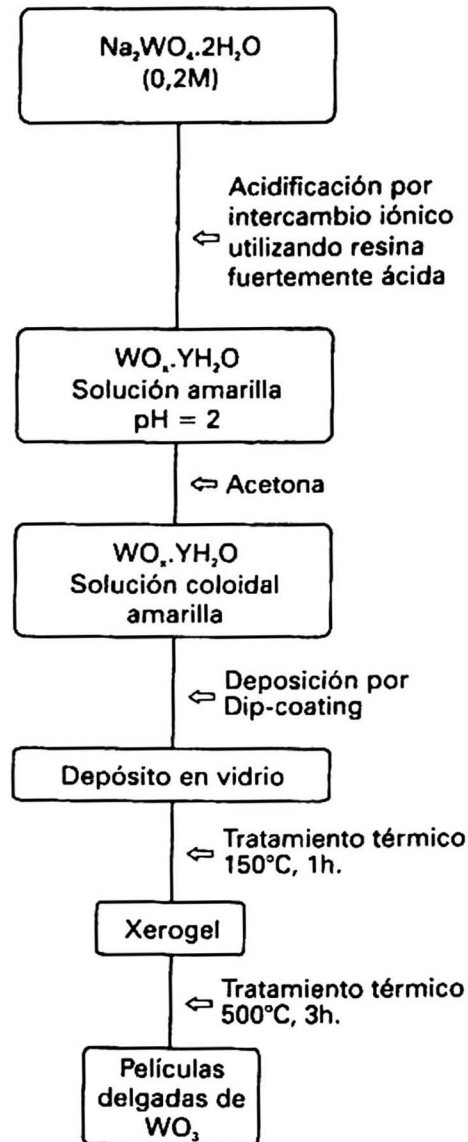 Na₂WO₄.2H₂O
(0,2M)
Acidificación por
intercambio iónico
utilizando resina
fuertemente ácida
WOₓ.YH₂O
Solución amarilla
pH = 2
Acetona
WOₓ.YH₂O
Solución coloidal
amarilla
Deposición por
Dip-coating
Depósito en vidrio
Tratamiento térmico
150°C, 1h.
Xerogel
Tratamiento térmico
500°C, 3h.
Películas
delgadas de
WO₃